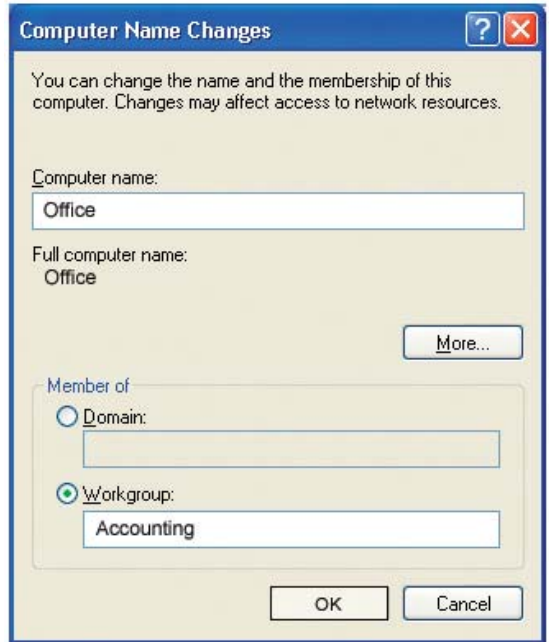 Computer Name Changes
?
You can change the name and the membership of this
computer. Changes may affect access to network resources.
Computer name:
Office
Full computer name:
Office
More...
Member of
Domain:
Workgroup:
Accounting
OK
Cancel